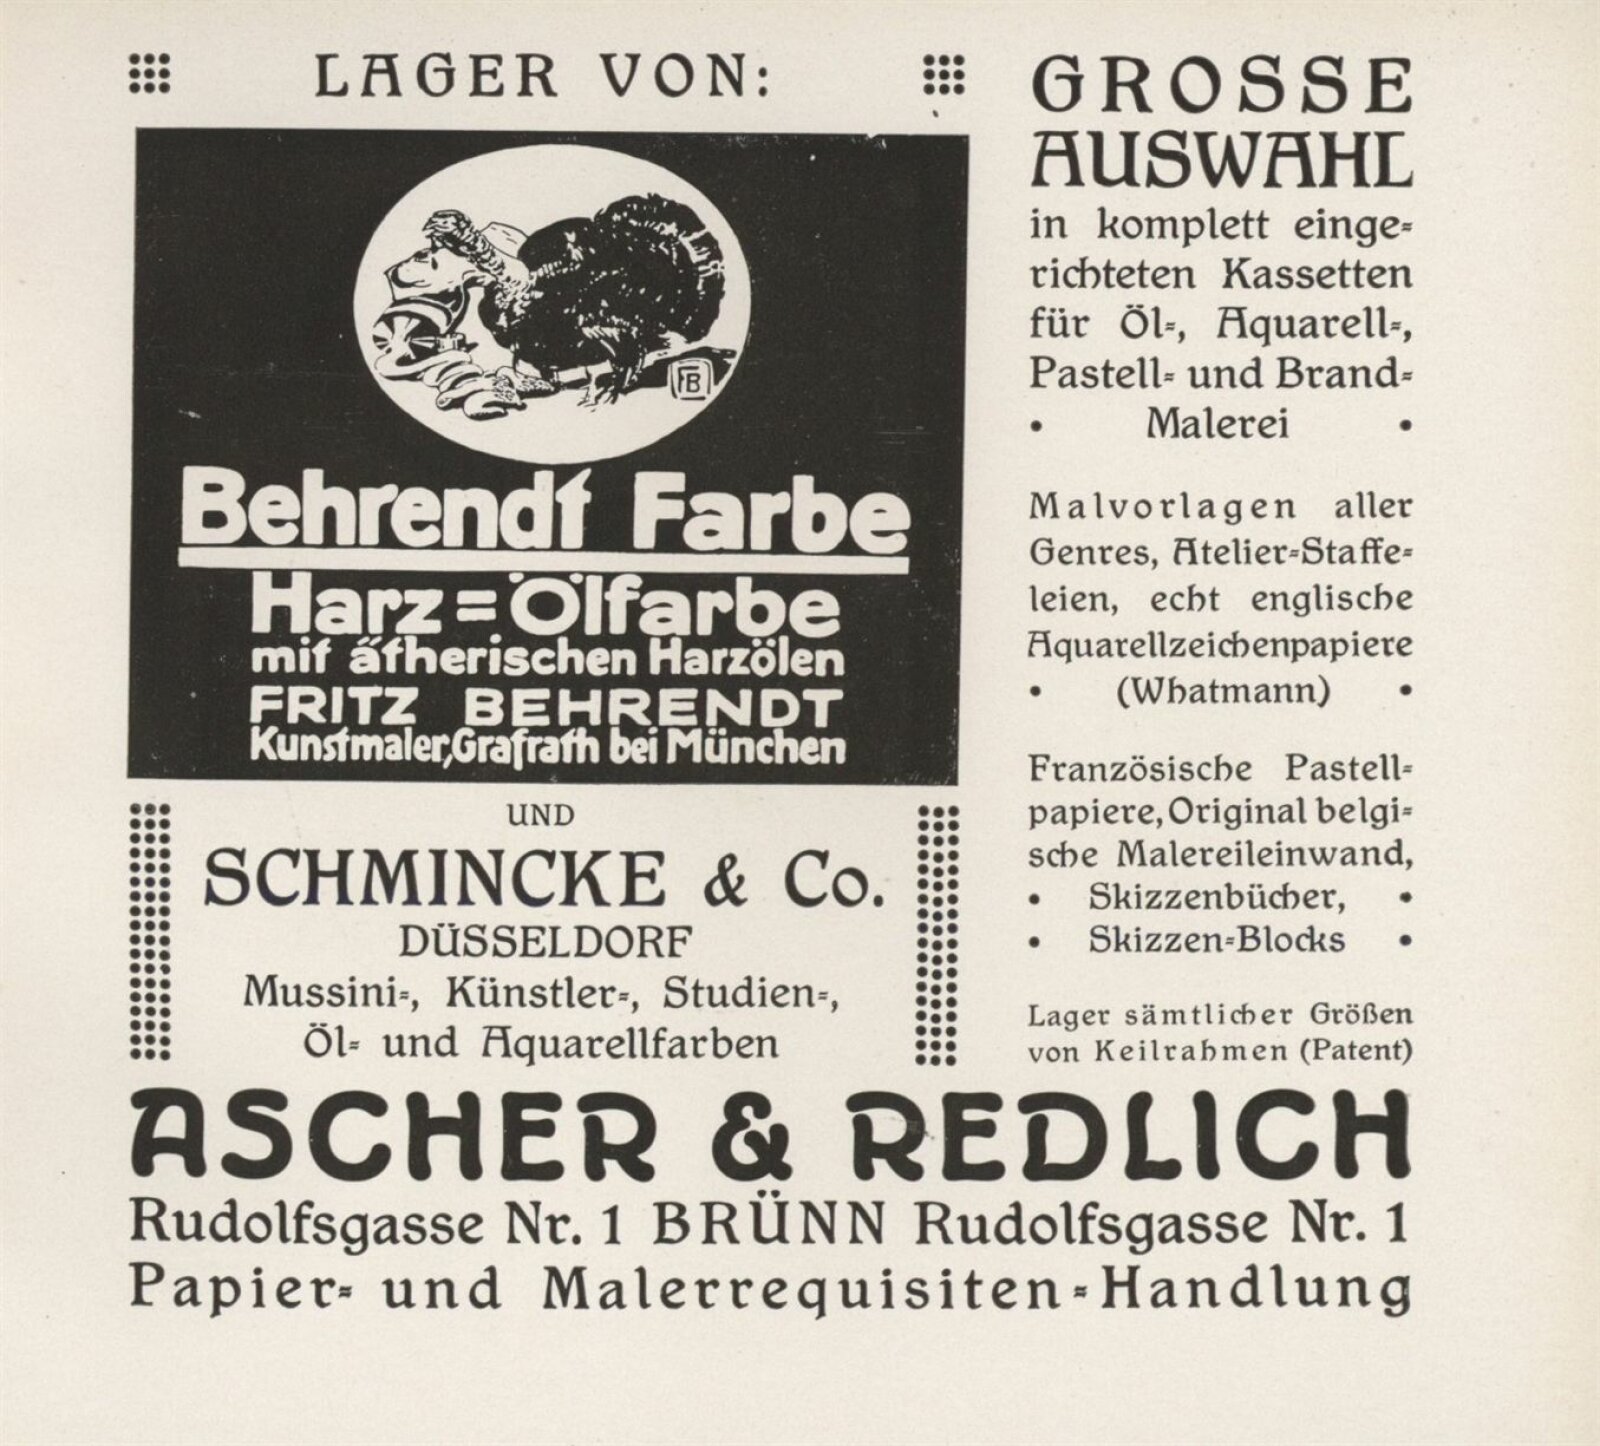 LAGER VON:
FB
Behrendt Farbe
Harz=Ölfarbe
mit ätherischen Harzölen
FRITZ BEHRENDT
Kunstmaler, Grafrath bei München
UND
SCHMINCKE & Co.
DÜSSELDORF
Mussini=, Künstler=, Studien=,
Öl= und Aquarellfarben
GROSSE
AUSWAHL
in komplett einge=
richteten Kassetten
für Öl=, Aquarell=,
Pastell= und Brand=
• Malerei •
Malvorlagen aller
Genres, Atelier=Staffe=
leien, echt englische
Aquarellzeichenpapiere
• (Whatmann) •
Französische Pastell=
papiere, Original belgi=
sche Malereileinwand,
• Skizzenbücher, •
• Skizzen=Blocks •
Lager sämtlicher Größen
von Keilrahmen (Patent)
ASCHER & REDLICH
Rudolfsgasse Nr. 1 BRÜNN Rudolfsgasse Nr. 1
Papier= und Malerrequisiten=Handlung